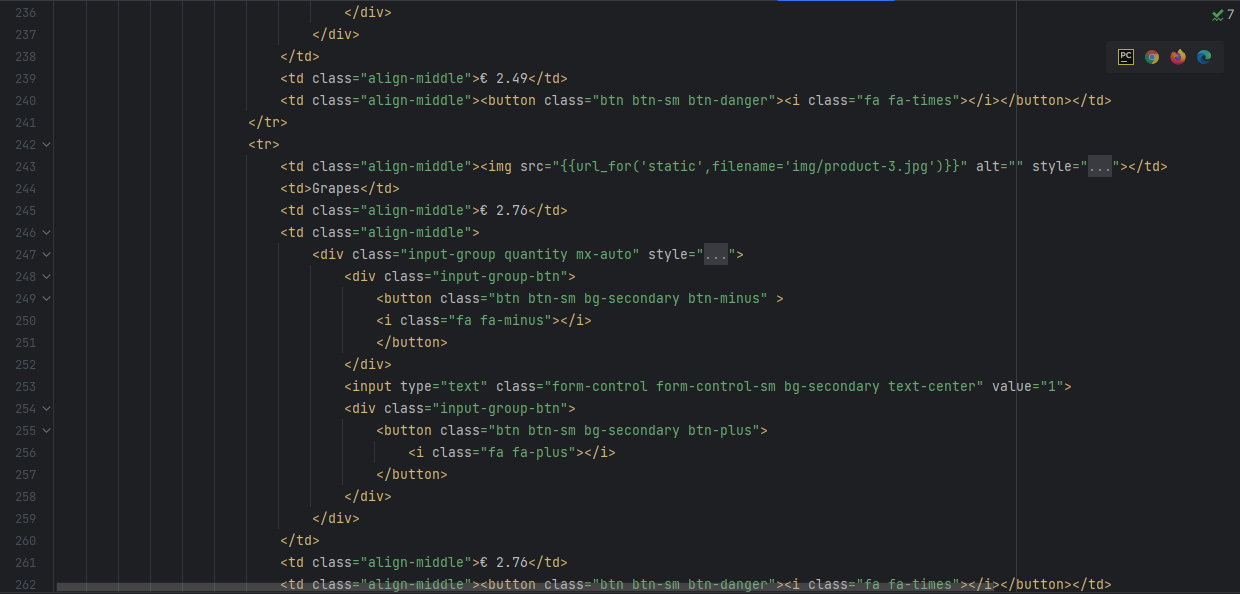 236 </div>
7
237 </div>
238 </td>
PC
239 <td class="align-middle">€ 2.49</td>
240 <td class="align-middle"><button class="btn btn-sm btn-danger"><i class="fa fa-times"></i></button></td>
241 </tr>
242 <tr>
243 <td class="align-middle"><img src="{{url_for('static',filename='img/product-3.jpg')}}" alt="" style="..."></td>
244 <td>Grapes</td>
245 <td class="align-middle">€ 2.76</td>
246 <td class="align-middle">
247 <div class="input-group quantity mx-auto" style="...">
248 <div class="input-group-btn">
249 <button class="btn btn-sm bg-secondary btn-minus" >
250 <i class="fa fa-minus"></i>
251 </button>
252 </div>
253 <input type="text" class="form-control form-control-sm bg-secondary text-center" value="1">
254 <div class="input-group-btn">
255 <button class="btn btn-sm bg-secondary btn-plus">
256 <i class="fa fa-plus"></i>
257 </button>
258 </div>
259 </div>
260 </td>
261 <td class="align-middle">€ 2.76</td>
262 <td class="align-middle"><button class="btn btn-sm btn-danger"><i class="fa fa-times"></i></button></td>